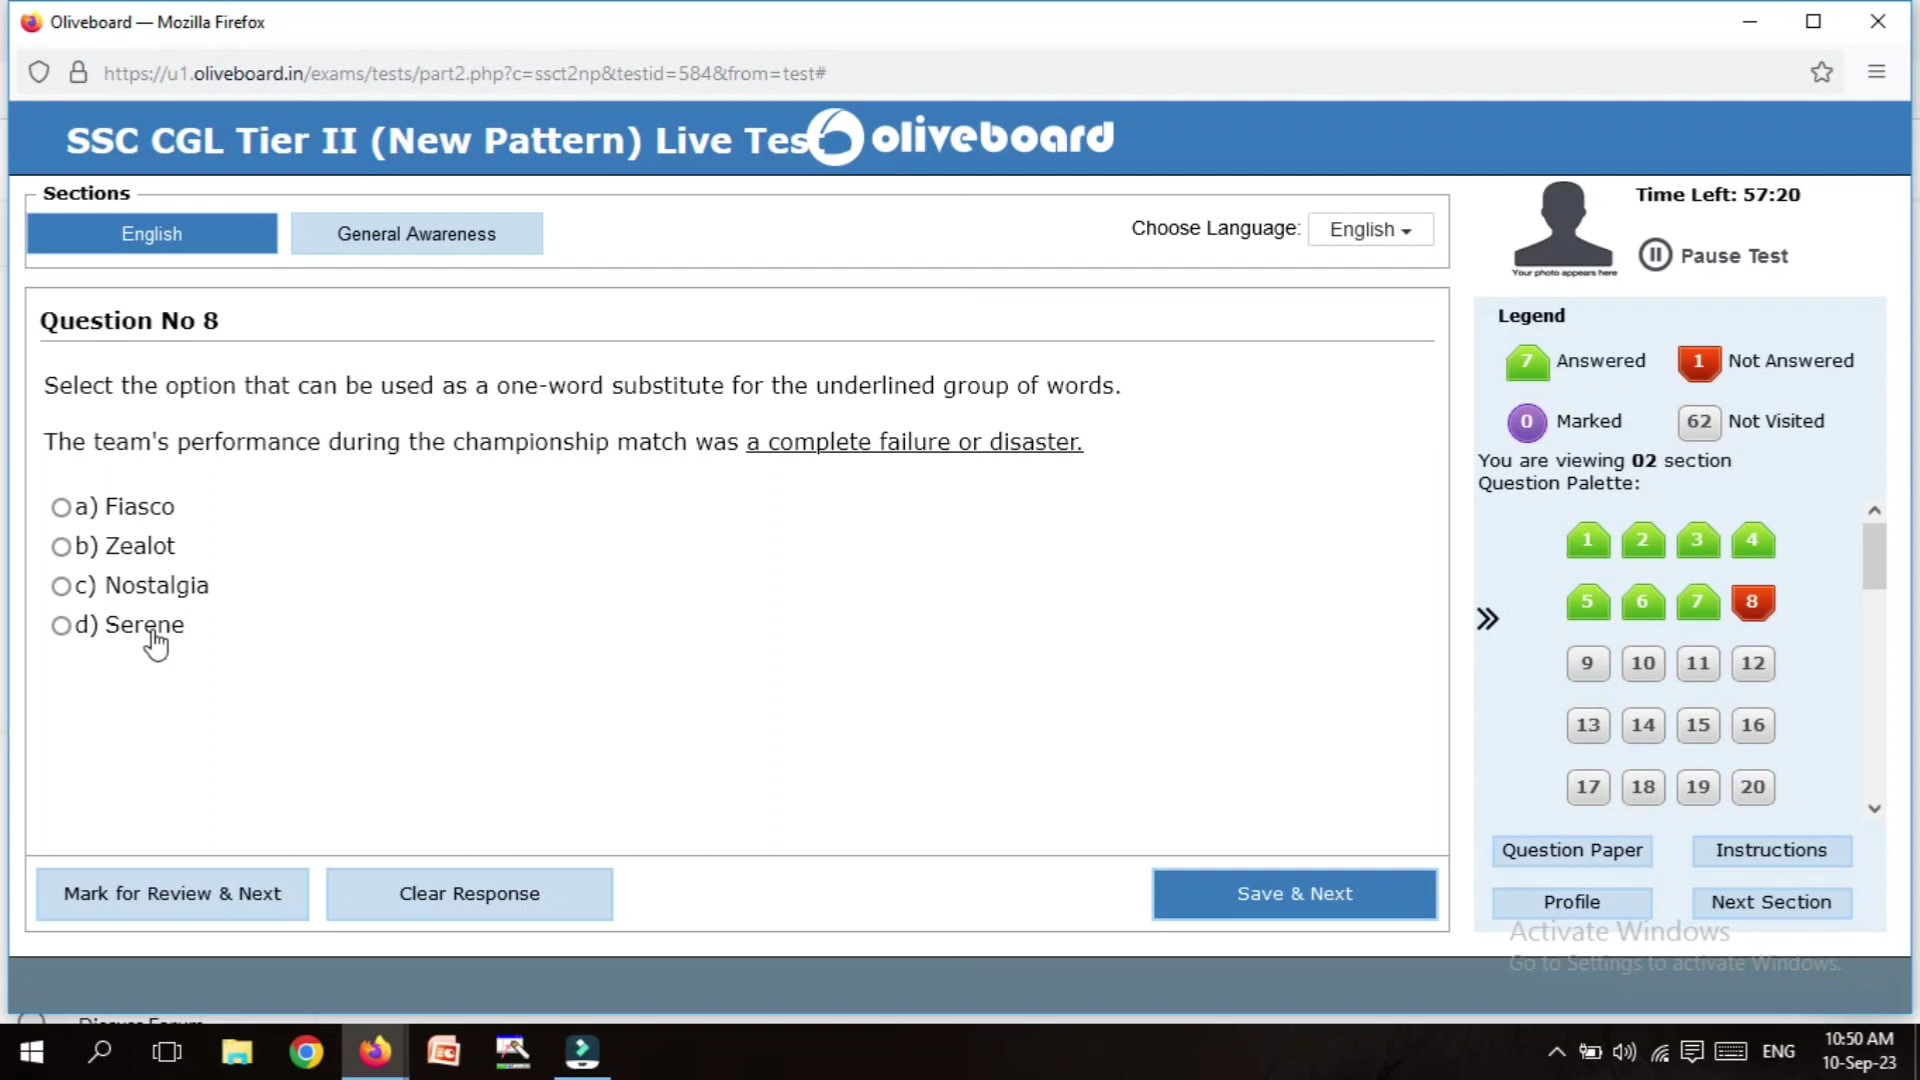 Oliveboard — Mozilla Firefox
https://u1.oliveboard.in/exams/tests/part2.php?c=ssct2np&testid=584&from=test#
SSC CGL Tier II (New Pattern) Live Tes
oliveboard
Sections
English
General Awareness
Choose Language:
English
Your photo appears here
Time Left: 57:20
Pause Test
Question No 8
Select the option that can be used as a one-word substitute for the underlined group of words.
The team's performance during the championship match was a complete failure or disaster.
a) Fiasco
b) Zealot
c) Nostalgia
d) Serene
Mark for Review & Next
Clear Response
Save & Next
Legend
7 Answered
1 Not Answered
0 Marked
62 Not Visited
You are viewing 02 section
Question Palette:
1 2 3 4
5 6 7 8
9 10 11 12
13 14 15 16
17 18 19 20
Question Paper
Instructions
Profile
Next Section
Activate Windows
Go to Settings to activate Windows.
ENG
10:50 AM
10-Sep-23